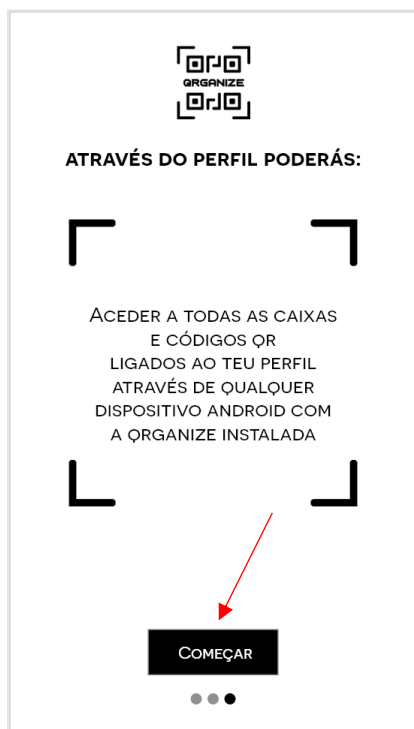 QRGANIZE
ATRAVÉS DO PERFIL PODERÁS:
ACEDER A TODAS AS CAIXAS
E CÓDIGOS QR
LIGADOS AO TEU PERFIL
ATRAVÉS DE QUALQUER
DISPOSITIVO ANDROID COM
A QRGANIZE INSTALADA
COMEÇAR